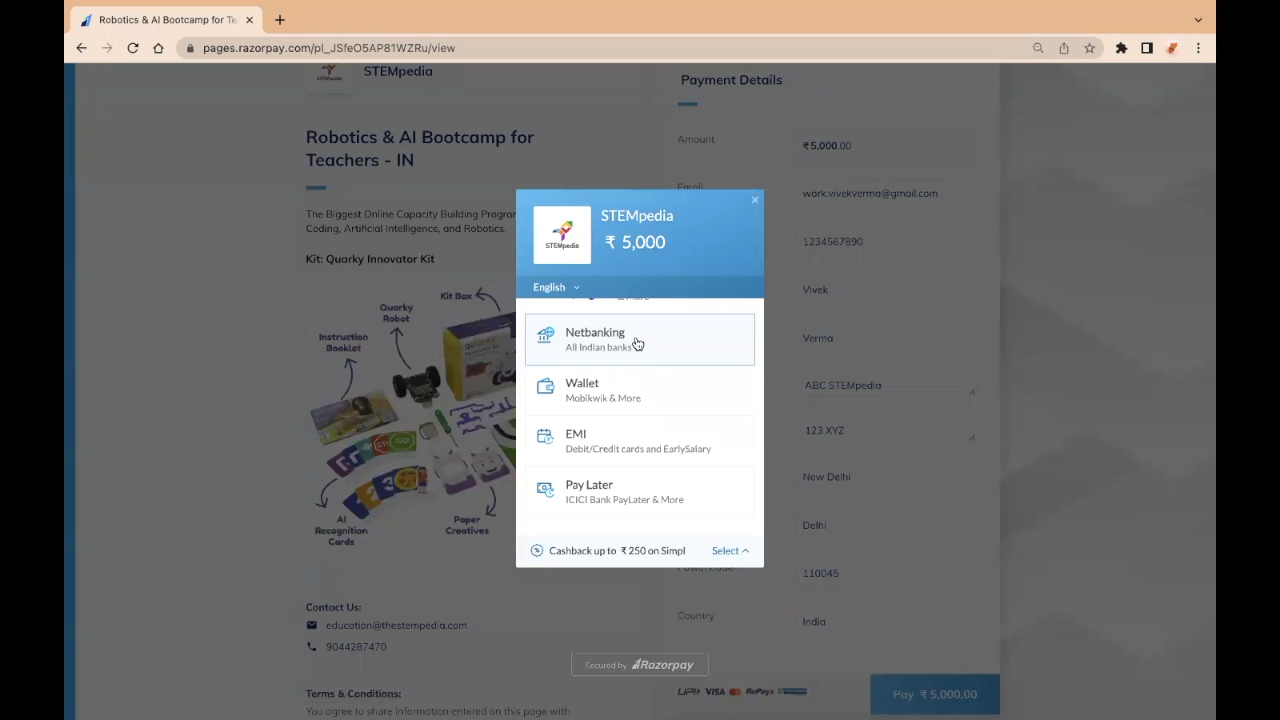 Robotics & AI Bootcamp for Te
pages.razorpay.com/pl_JSfeO5AP81WZRu/view
STEMpedia
Robotics & AI Bootcamp for
Teachers - IN
The Biggest Online Capacity Building Progra
Coding, Artificial Intelligence, and Robotics.
Kit: Quarky Innovator Kit
Kit Box
Quarky
Robot
Instruction
Booklet
AI
Recognition
Cards
Paper
Creatives
Contact Us:
education@thestempedia.com
9044287470
Terms & Conditions:
You agree to share information entered on this page with
Payment Details
Amount
₹ 5,000.00
Email
work.vivekverma@gmail.com
1234567890
Vivek
Verma
ABC STEMpedia
123 XYZ
New Delhi
Delhi
Postal Code
110045
Country
India
UPI VISA RuPay
Pay ₹ 5,000.00
STEMpedia
STEMpedia
₹ 5,000
English
& More
Netbanking
All Indian banks
Wallet
Mobikwik & More
EMI
Debit/Credit cards and EarlySalary
Pay Later
ICICI Bank PayLater & More
Cashback up to ₹ 250 on Simpl
Select
Secured by Razorpay